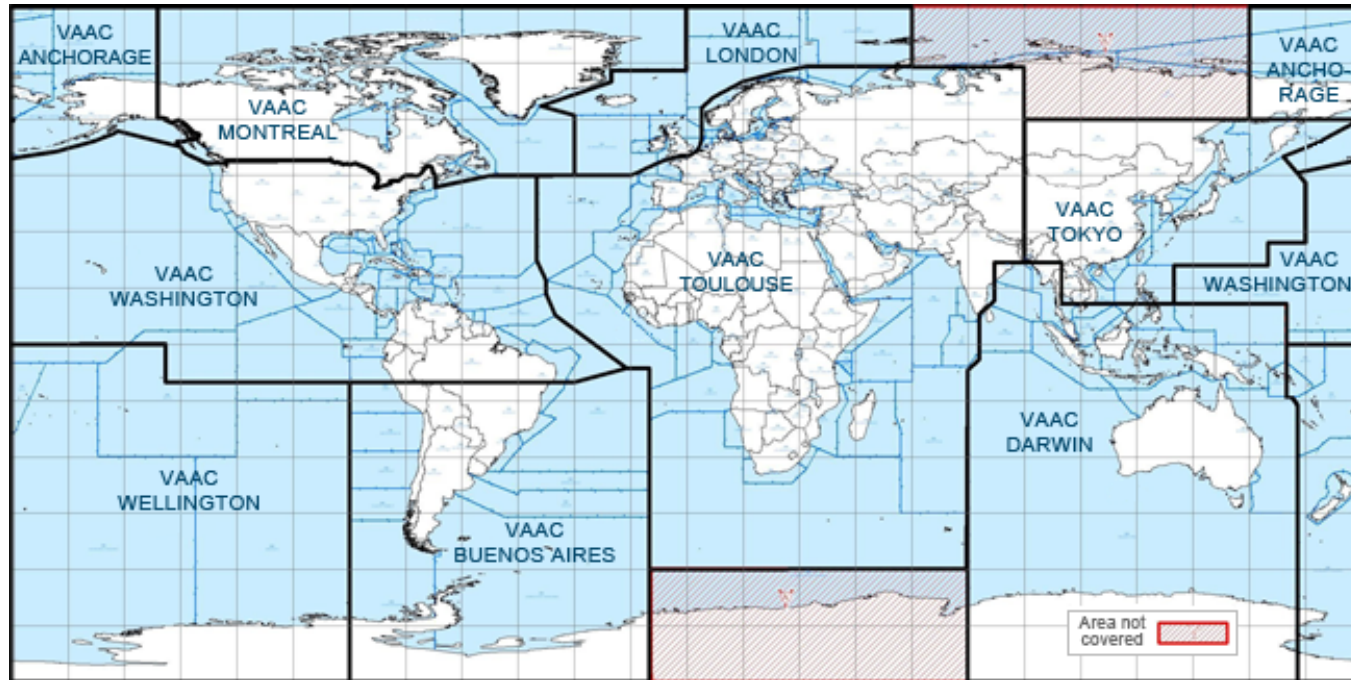 VAAC
ANCHORAGE
VAAC
MONTREAL
VAAC
LONDON
VAAC
ANCHO-
RAGE
VAAC
WASHINGTON
VAAC
TOULOUSE
VAAC
TOKYO
VAAC
WASHINGTON
VAAC
DARWIN
VAAC
WELLINGTON
VAAC
BUENOS AIRES
Area not
covered